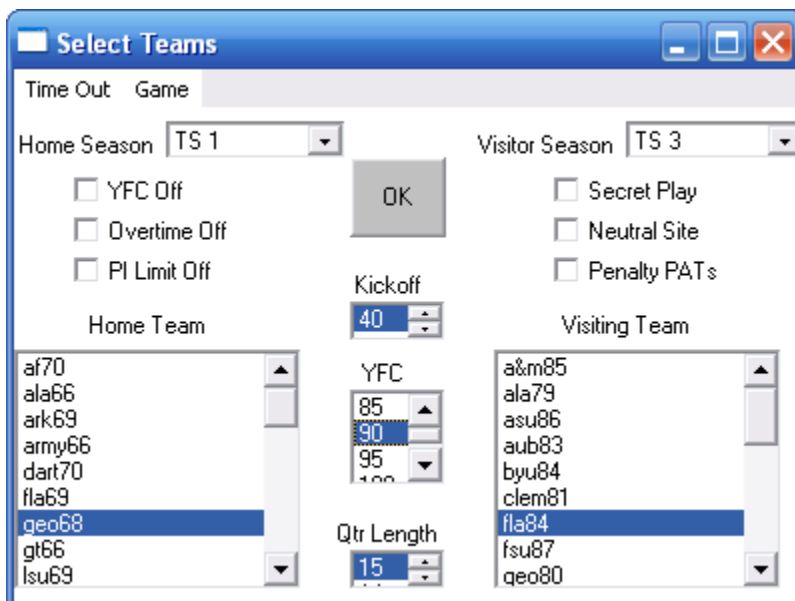 Select Teams
Time Out Game
Home Season TS 1
Visitor Season TS 3
YFC Off
Overtime Off
PI Limit Off
OK
Secret Play
Neutral Site
Penalty PATs
Kickoff
40
Home Team
af70
ala66
ark69
army66
dart70
fla69
geo68
gt66
lsu69
YFC
85
90
95
100
Qtr Length
15
Visiting Team
a&m85
ala79
asu86
aub83
byu84
clem81
fla84
fsu87
geo80